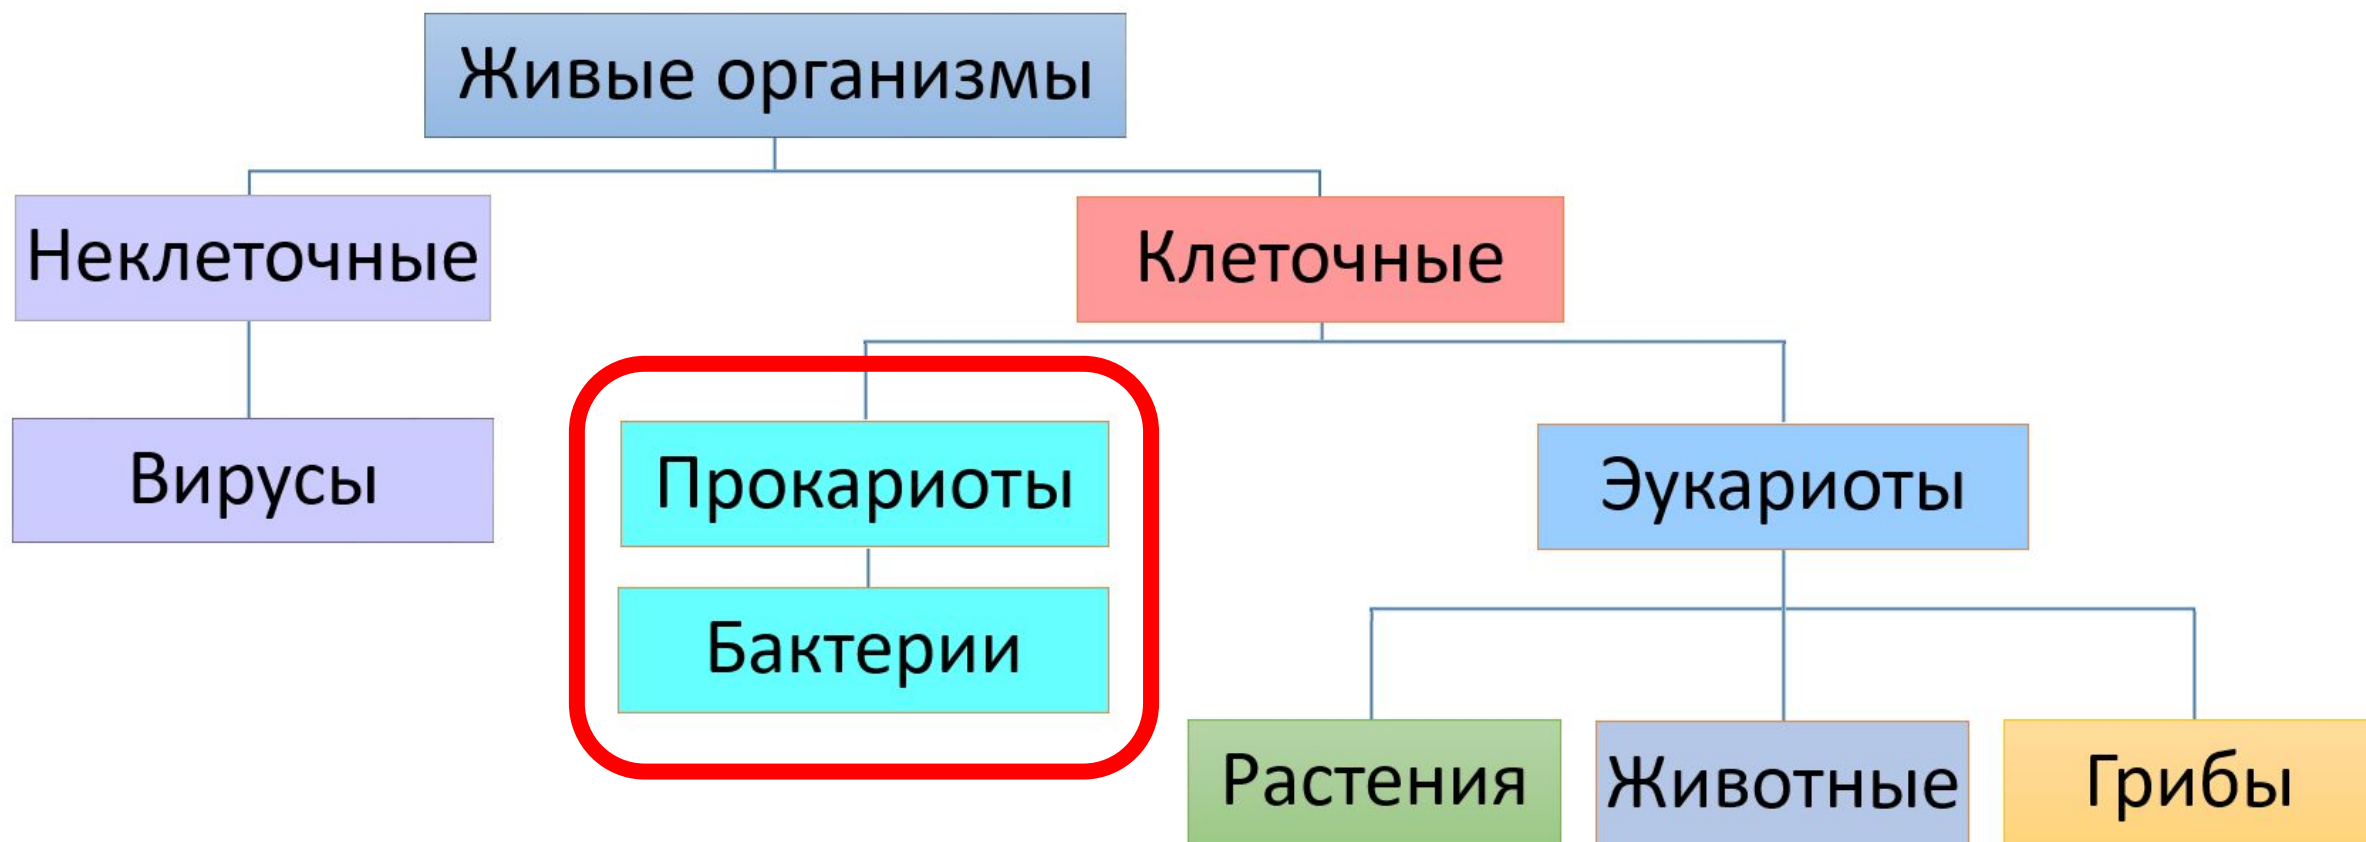 Живые организмы
Неклеточные
Клеточные
Вирусы
Прокариоты
Эукариоты
Бактерии
Растения
Животные
Грибы